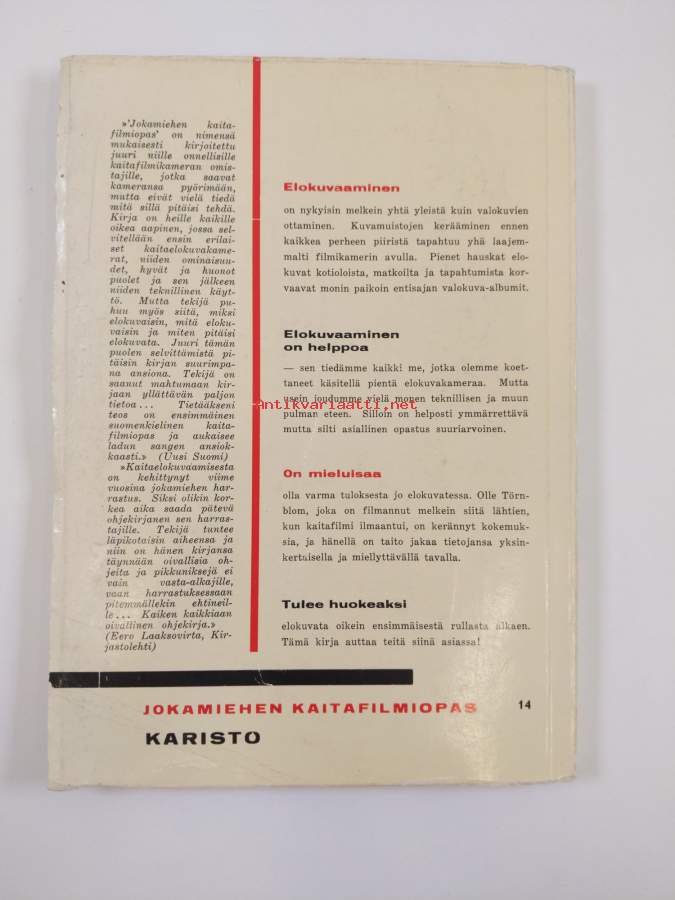 »'Jokamiehen kaita-
filmiopas' on nimensä
mukaisesti kirjoitettu
juuri niille onnellisille
kaitafilmikameran omis-
tajille, jotka saavat
kameransa pyörimään,
mutta eivät vielä tiedä
mitä sillä pitäisi tehdä.
Kirja on heille kaikille
oikea aapinen, jossa sel-
vitellään ensin erilai-
set kaitaelokuvakame-
rat, niiden ominaisuu-
det, hyvät ja huonot
puolet ja sen jälkeen
niiden teknillinen käyt-
tö. Mutta tekijä pu-
huu myös siitä, miksi
elokuvaisin, mitä eloku-
vaisin ja miten pitäisi
elokuvata. Juuri tämän
puolen selvittämistä pi-
täisin kirjan suurimpa-
na ansiona. Tekijä on
saanut mahtumaan kir-
jaan yllättävän paljon
tietoa... Tietääkseni
teos on ensimmäinen
suomenkielinen kaita-
filmiopas ja aukaisee
ladun sangen ansiok-
kaasti.» (Uusi Suomi)
»Kaitaelokuvaamisesta
on kehittynyt viime
vuosina jokamiehen har-
rastus. Siksi olikin kor-
kea aika saada pätevä
ohjekirjanen sen harras-
tajille. Tekijä tuntee
läpikotaisin aiheensa ja
niin on hänen kirjansa
täynnään oivallisia oh-
jeita ja pikkuniksejä ei
vain vasta-alkajille,
vaan harrastuksessaan
pitemmällekin ehtineil-
le... Kaiken kaikkiaan
oivallinen ohjekirja.»
(Eero Laaksovirta, Kir-
jastolehti)
Elokuvaaminen
on nykyisin melkein yhtä yleistä kuin valokuvien
ottaminen. Kuvamuistojen kerääminen ennen
kaikkea perheen piiristä tapahtuu yhä laajem-
malti filmikamerin avulla. Pienet hauskat elo-
kuvat kotioloista, matkoilta ja tapahtumista kor-
vaavat monin paikoin entisajan valokuva-albumit.
Elokuvaaminen
on helppoa
— sen tiedämme kaikki me, jotka olemme koet-
taneet käsitellä pientä elokuvakameraa. Mutta
usein joudumme vielä monen teknillisen ja muun
pulman eteen. Silloin on helposti ymmärrettävä
mutta silti asiallinen opastus suuriarvoinen.
Antikvariaatti.net
On mieluisaa
olla varma tuloksesta jo elokuvatessa. Olle Törn-
blom, joka on filmannut melkein siitä lähtien,
kun kaitafilmi ilmaantui, on kerännyt kokemuk-
sia, ja hänellä on taito jakaa tietojansa yksin-
kertaisella ja miellyttävällä tavalla.
Tulee huokeaksi
elokuvata oikein ensimmäisestä rullasta alkaen.
Tämä kirja auttaa teitä siinä asiassa!
JOKAMIEHEN KAITAFILMIOPAS 14
KARISTO